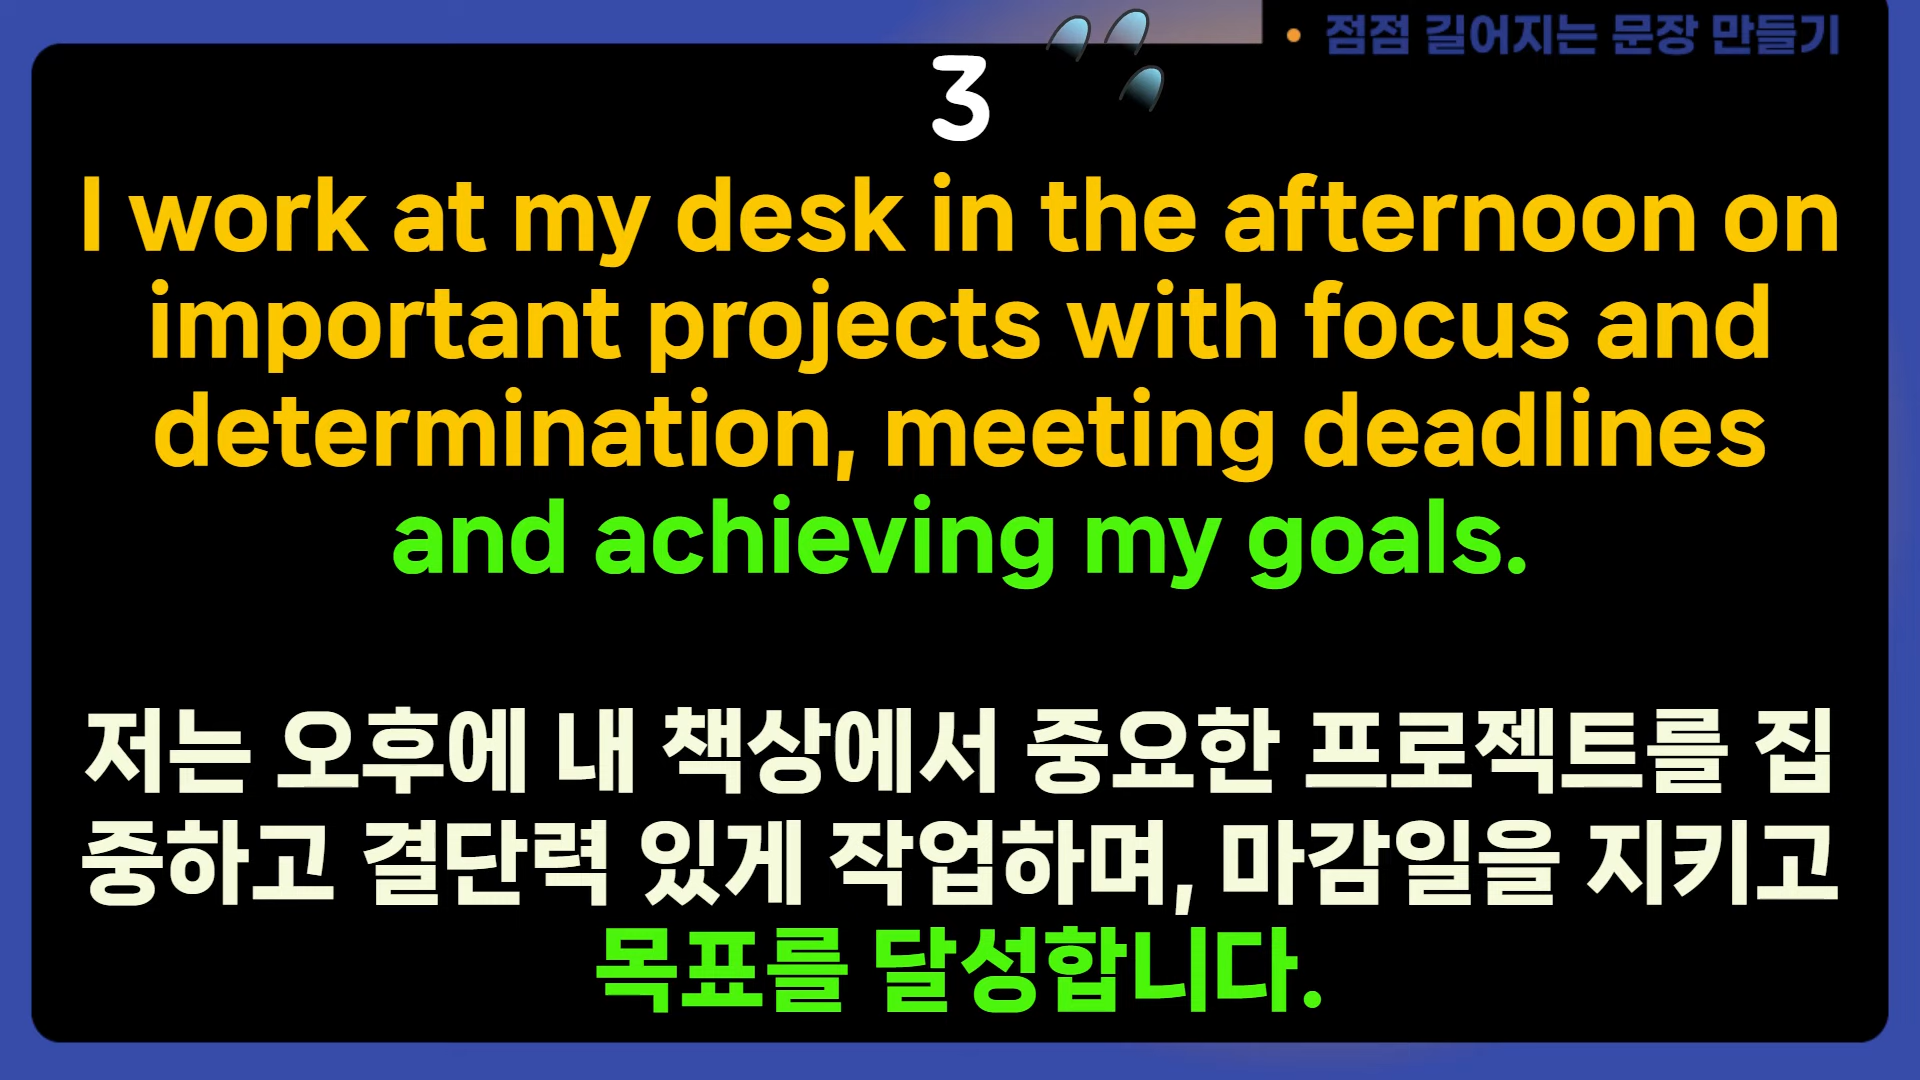 • 점점 길어지는 문장 만들기
3
I work at my desk in the afternoon on
important projects with focus and
determination, meeting deadlines
and achieving my goals.
저는 오후에 내 책상에서 중요한 프로젝트를 집
중하고 결단력 있게 작업하며, 마감일을 지키고
목표를 달성합니다.